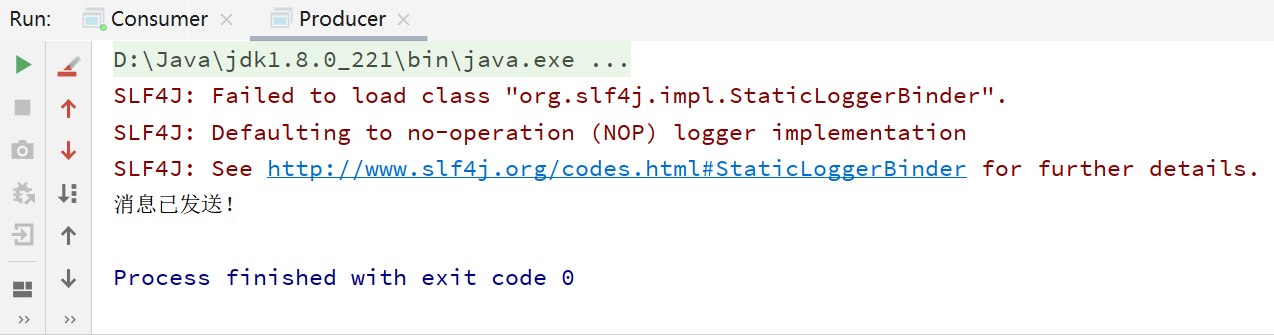 Run: Consumer × Producer ×
D:\Java\jdk1.8.0_221\bin\java.exe ...
SLF4J: Failed to load class "org.slf4j.impl.StaticLoggerBinder".
SLF4J: Defaulting to no-operation (NOP) logger implementation
SLF4J: See http://www.slf4j.org/codes.html#StaticLoggerBinder for further details.
消息已发送!
Process finished with exit code 0